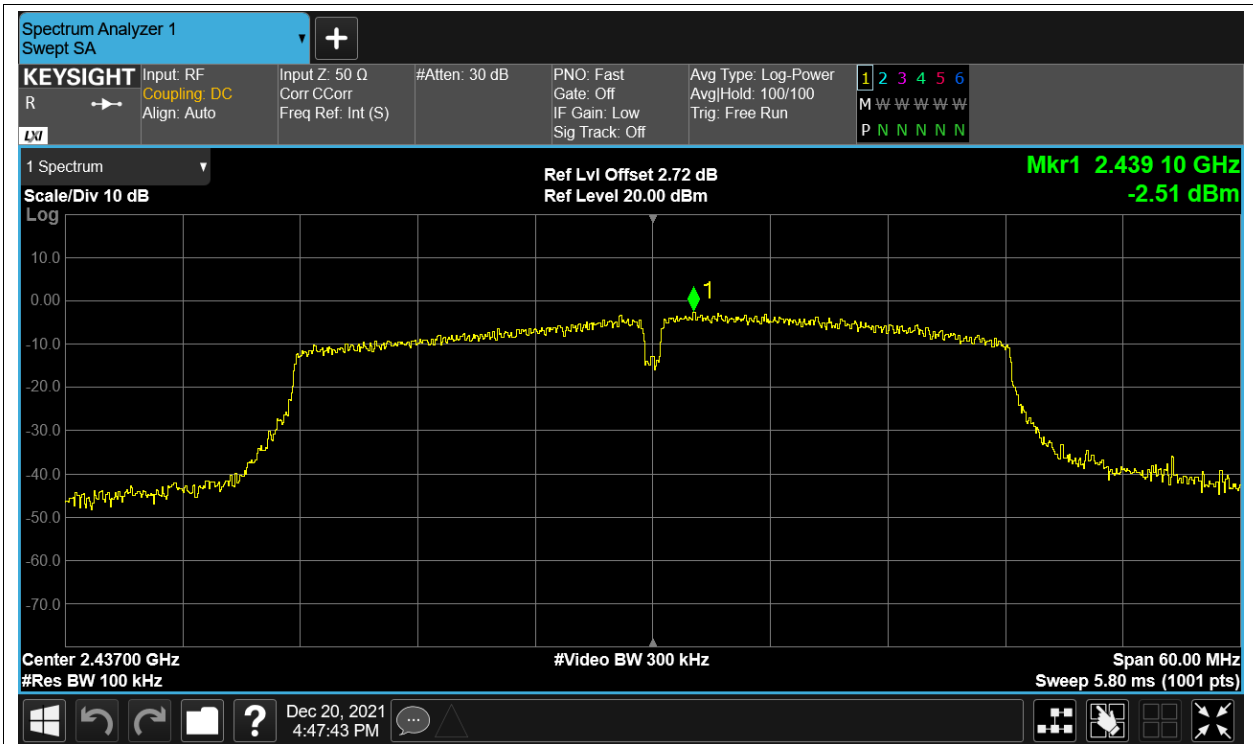 Spectrum Analyzer 1
Swept SA
KEYSIGHT
R
LXI
Input: RF
Coupling: DC
Align: Auto
Input Z: 50 Ω
Corr CCorr
Freq Ref: Int (S)
#Atten: 30 dB
PNO: Fast
Gate: Off
IF Gain: Low
Sig Track: Off
Avg Type: Log-Power
Avg|Hold: 100/100
Trig: Free Run
1 2 3 4 5 6
M W W W W W
P N N N N N
1 Spectrum
Scale/Div 10 dB
Log
Ref Lvl Offset 2.72 dB
Ref Level 20.00 dBm
Mkr1 2.439 10 GHz
-2.51 dBm
10.0
0.00
-10.0
-20.0
-30.0
-40.0
-50.0
-60.0
-70.0
1
Center 2.43700 GHz
#Res BW 100 kHz
#Video BW 300 kHz
Span 60.00 MHz
Sweep 5.80 ms (1001 pts)
?
Dec 20, 2021
4:47:43 PM